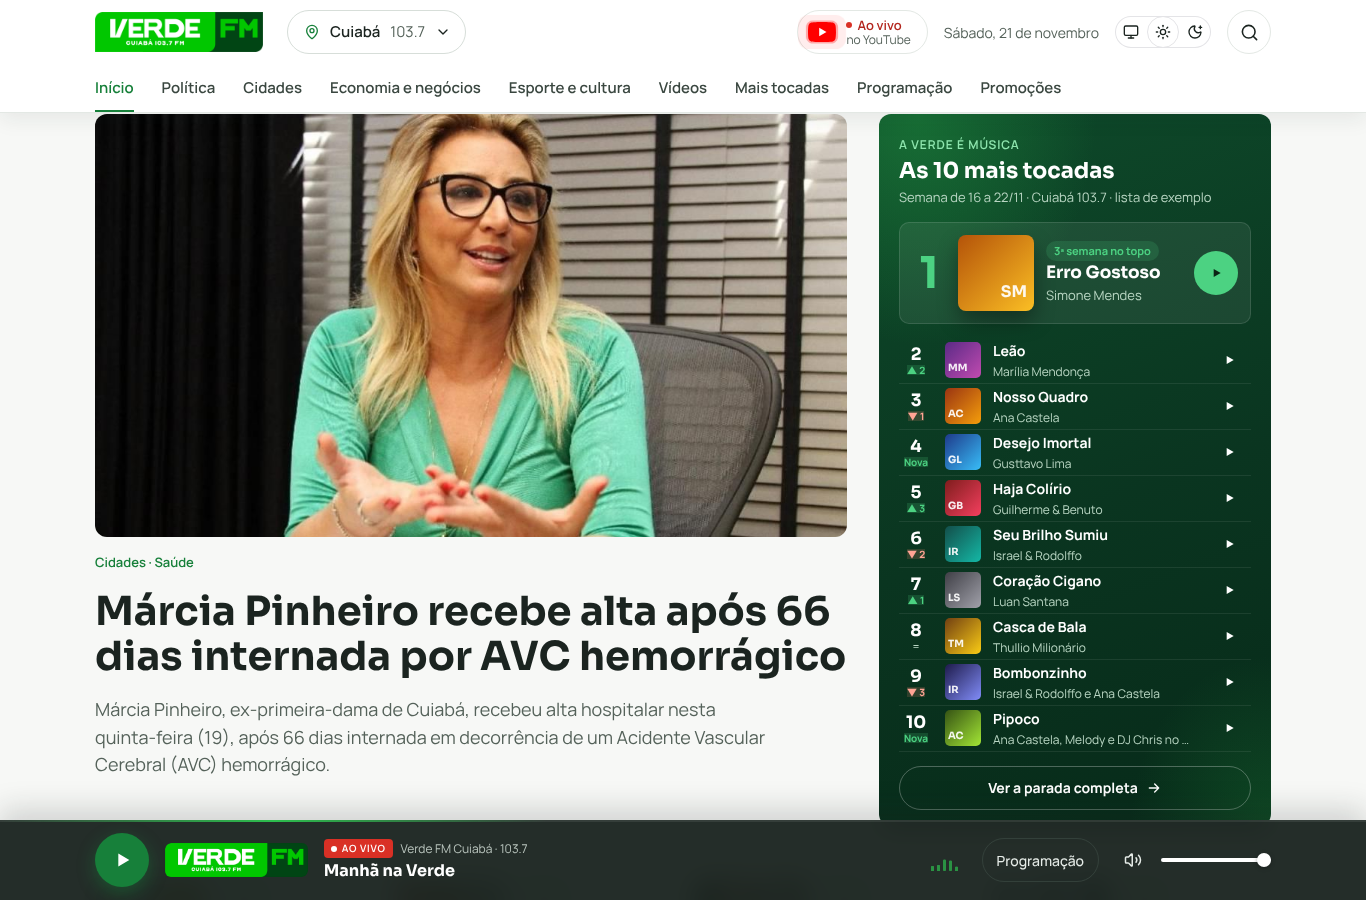 VERDE FM
CUIABÁ 103.7 FM
Cuiabá 103.7
Ao vivo
no YouTube
Sábado, 21 de novembro
Início
Política
Cidades
Economia e negócios
Esporte e cultura
Vídeos
Mais tocadas
Programação
Promoções
Cidades · Saúde
Márcia Pinheiro recebe alta após 66
dias internada por AVC hemorrágico
Márcia Pinheiro, ex-primeira-dama de Cuiabá, recebeu alta hospitalar nesta
quinta-feira (19), após 66 dias internada em decorrência de um Acidente Vascular
Cerebral (AVC) hemorrágico.
A VERDE É MÚSICA
As 10 mais tocadas
Semana de 16 a 22/11 · Cuiabá 103.7 · lista de exemplo
1
SM
3ª semana no topo
Erro Gostoso
Simone Mendes
2
▲ 2
MM
Leão
Marília Mendonça
3
▼ 1
AC
Nosso Quadro
Ana Castela
4
Nova
GL
Desejo Imortal
Gusttavo Lima
5
▲ 3
GB
Haja Colírio
Guilherme & Benuto
6
▼ 2
IR
Seu Brilho Sumiu
Israel & Rodolffo
7
▲ 1
LS
Coração Cigano
Luan Santana
8
=
TM
Casca de Bala
Thullio Milionário
9
▼ 3
IR
Bombonzinho
Israel & Rodolffo e Ana Castela
10
Nova
AC
Pipoco
Ana Castela, Melody e DJ Chris no ...
Ver a parada completa →
VERDE FM
CUIABÁ 103.7 FM
AO VIVO
Verde FM Cuiabá · 103.7
Manhã na Verde
Programação